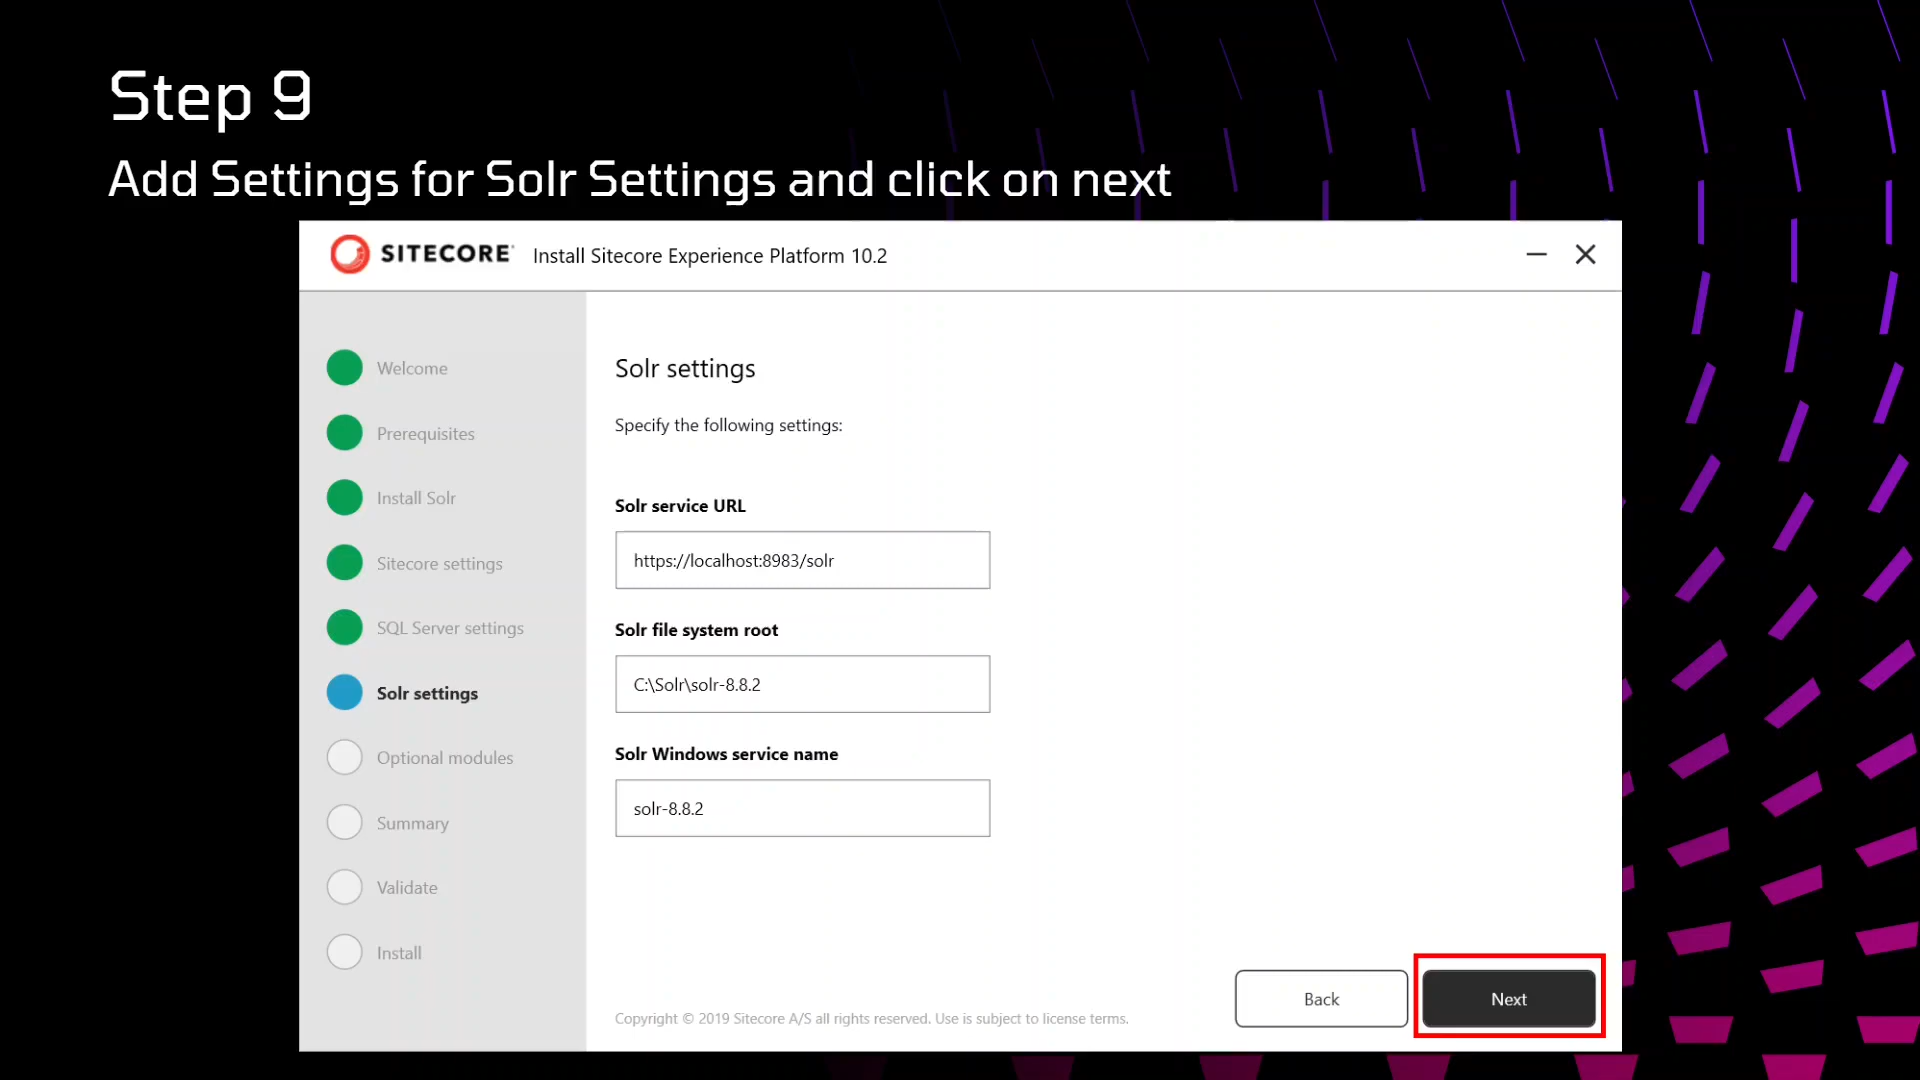 Step 9
Add Settings for Solr Settings and click on next
SITECORE Install Sitecore Experience Platform 10.2
Welcome
Prerequisites
Install Solr
Sitecore settings
SQL Server settings
Solr settings
Optional modules
Summary
Validate
Install
Solr settings
Specify the following settings:
Solr service URL
https://localhost:8983/solr
Solr file system root
C:\Solr\solr-8.8.2
Solr Windows service name
solr-8.8.2
Back
Next
Copyright © 2019 Sitecore A/S all rights reserved. Use is subject to license terms.